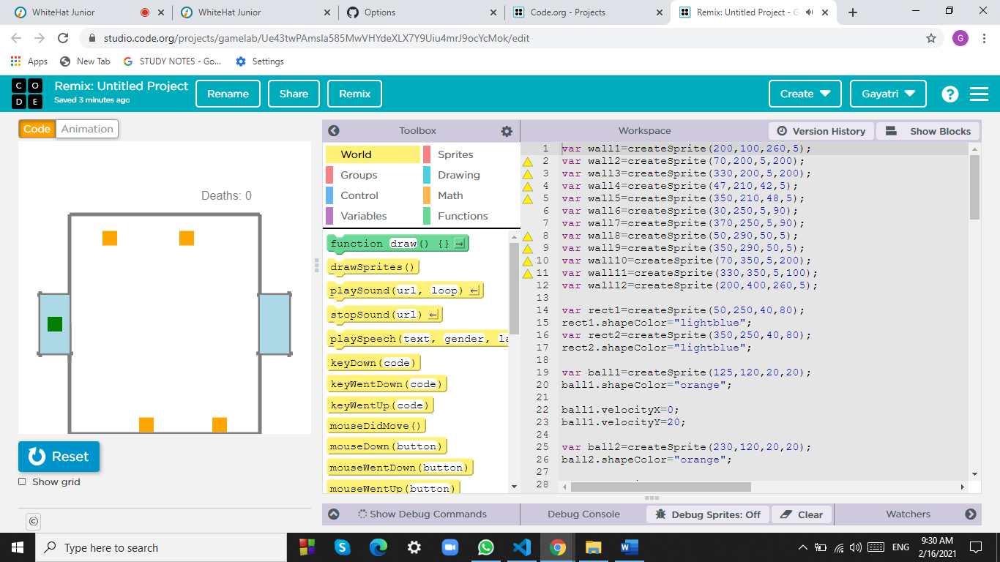 WhiteHat Junior
WhiteHat Junior
Options
Code.org - Projects
Remix: Untitled Project - G
studio.code.org/projects/gamelab/Ue43twPAmsIa585MwVHYdeXLX7Y9Uiu4mrJ9ocYcMok/edit
G
Apps
New Tab
STUDY NOTES - Go...
Settings
C O
D E
Remix: Untitled Project
Saved 3 minutes ago
Rename
Share
Remix
Create
Gayatri
?
Code
Animation
Deaths: 0
Reset
Show grid
©
Toolbox
World
Sprites
Groups
Drawing
Control
Math
Variables
Functions
function draw() {}
drawSprites()
playSound(url, loop)
stopSound(url)
playSpeech(text, gender, la
keyDown(code)
keyWentDown(code)
keyWentUp(code)
mouseDidMove()
mouseDown(button)
mouseWentDown(button)
mouseWentUp(button)
Workspace
Version History
Show Blocks
1 var wall1=createSprite(200,100,260,5);
2 var wall2=createSprite(70,200,5,200);
3 var wall3=createSprite(330,200,5,200);
4 var wall4=createSprite(47,210,42,5);
5 var wall5=createSprite(350,210,48,5);
6 var wall6=createSprite(30,250,5,90);
7 var wall7=createSprite(370,250,5,90);
8 var wall8=createSprite(50,290,50,5);
9 var wall9=createSprite(350,290,50,5);
10 var wall10=createSprite(70,350,5,200);
11 var wall11=createSprite(330,350,5,100);
12 var wall12=createSprite(200,400,260,5);
13
14 var rect1=createSprite(50,250,40,80);
15 rect1.shapeColor="lightblue";
16 var rect2=createSprite(350,250,40,80);
17 rect2.shapeColor="lightblue";
18
19 var ball1=createSprite(125,120,20,20);
20 ball1.shapeColor="orange";
21
22 ball1.velocityX=0;
23 ball1.velocityY=20;
24
25 var ball2=createSprite(230,120,20,20);
26 ball2.shapeColor="orange";
27
28
Show Debug Commands
Debug Console
Debug Sprites: Off
Clear
Watchers
Type here to search
ENG
9:30 AM
2/16/2021